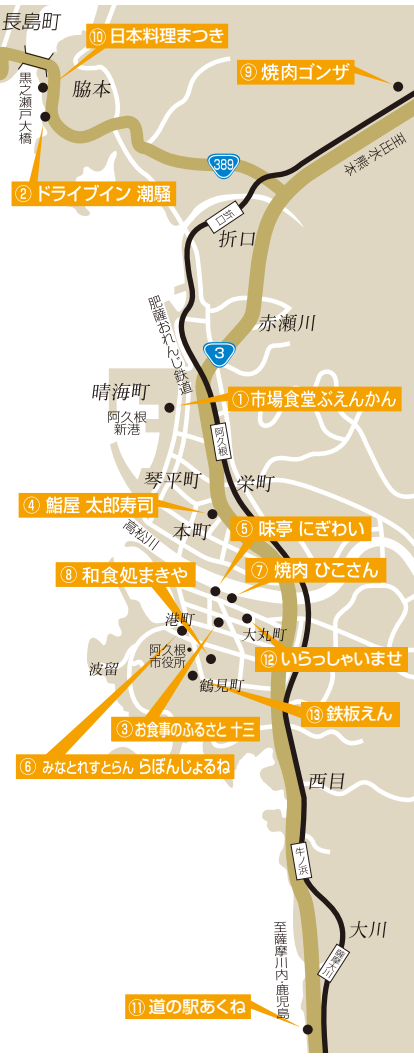 長島町
⑩ 日本料理まつき
⑨ 焼肉ゴンザ
脇本
黒之瀬戸大橋
至出水・熊本
389
② ドライブイン 潮騒
折口
折口
赤瀬川
肥薩おれんじ鉄道
3
晴海町
① 市場食堂ぶえんかん
阿久根
新港
阿久根
琴平町
栄町
④ 鮨屋 太郎寿司
本町
⑤ 味亭 にぎわい
高松川
⑧ 和食処まきや
⑦ 焼肉 ひこさん
港町
大丸町
阿久根
市役所
⑫ いらっしゃいませ
波留
鶴見町
⑬ 鉄板えん
③ お食事のふるさと 十三
⑥ みなとれすとらん らぼんじょるね
西目
牛ノ浜
大川
至薩摩川内・鹿児島
薩摩大川
⑪ 道の駅あくね